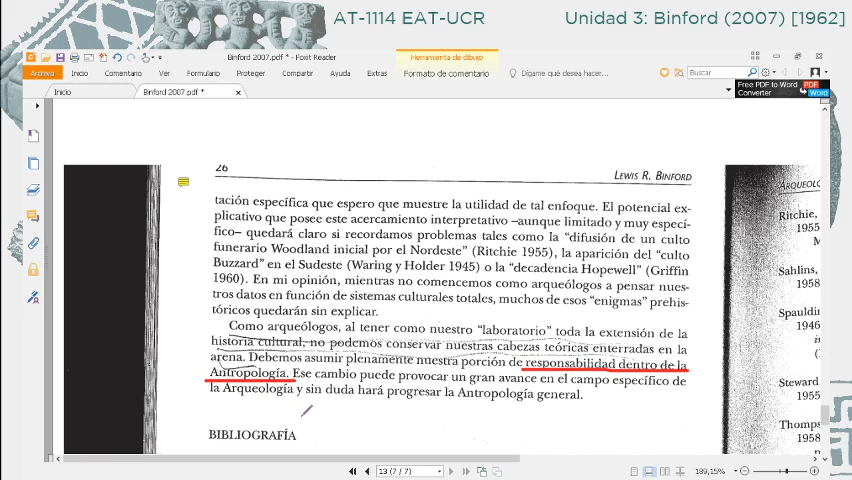 AT-1114 EAT-UCR
Unidad 3: Binford (2007) [1962]
Binford 2007.pdf * - Foxit Reader
Herramienta de dibujo
Archivo Inicio Comentario Ver Formulario Proteger Compartir Ayuda Extras Formato de comentario Dígame qué desea hacer... Buscar
Inicio
Binford 2007.pdf *
Free PDF to Word
Converter
PDF
Word
26
LEWIS R. BINFORD
tación específica que espero que muestre la utilidad de tal enfoque. El potencial ex-
plicativo que posee este acercamiento interpretativo –aunque limitado y muy especí-
fico– quedará claro si recordamos problemas tales como la “difusión de un culto
funerario Woodland inicial por el Nordeste” (Ritchie 1955), la aparición del “culto
Buzzard” en el Sudeste (Waring y Holder 1945) o la “decadencia Hopewell” (Griffin
1960). En mi opinión, mientras no comencemos como arqueólogos a pensar nues-
tros datos en función de sistemas culturales totales, muchos de esos “enigmas” prehis-
tóricos quedarán sin explicar.
Como arqueólogos, al tener como nuestro “laboratorio” toda la extensión de la
historia cultural, no podemos conservar nuestras cabezas teóricas enterradas en la
arena. Debemos asumir plenamente nuestra porción de responsabilidad dentro de la
Antropología. Ese cambio puede provocar un gran avance en el campo específico de
la Arqueología y sin duda hará progresar la Antropología general.
BIBLIOGRAFÍA
ARQUEOLO
Ritchie,
1955
M
Sahlins,
1958
Spauldin
1946
in
(I
Steward
1955
Thomps
1958
p
13 (7 / 7)
189,15%